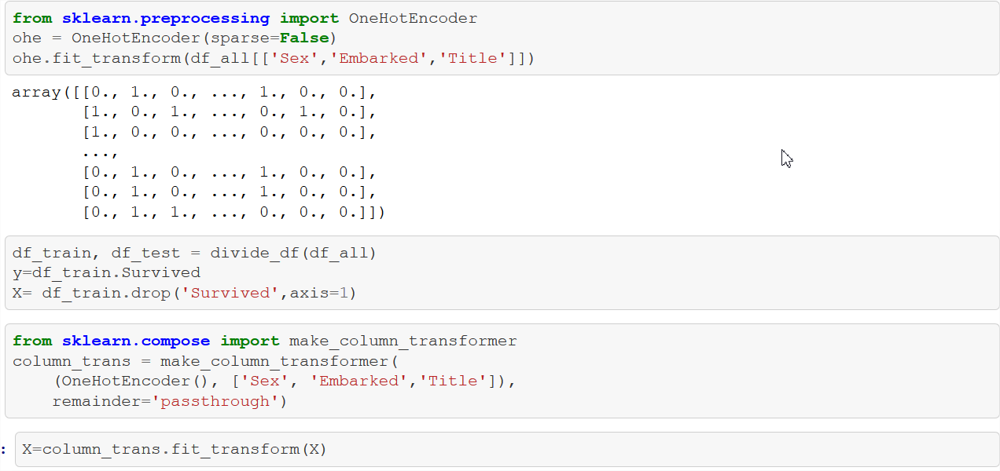 from sklearn.preprocessing import OneHotEncoder
ohe = OneHotEncoder(sparse=False)
ohe.fit_transform(df_all[['Sex','Embarked','Title']])
array([[0., 1., 0., ..., 1., 0., 0.],
       [1., 0., 1., ..., 0., 1., 0.],
       [1., 0., 0., ..., 0., 0., 0.],
       ...,
       [0., 1., 0., ..., 1., 0., 0.],
       [0., 1., 0., ..., 1., 0., 0.],
       [0., 1., 1., ..., 0., 0., 0.]])
df_train, df_test = divide_df(df_all)
y=df_train.Survived
X= df_train.drop('Survived',axis=1)
from sklearn.compose import make_column_transformer
column_trans = make_column_transformer(
    (OneHotEncoder(), ['Sex', 'Embarked','Title']),
    remainder='passthrough')
: X=column_trans.fit_transform(X)